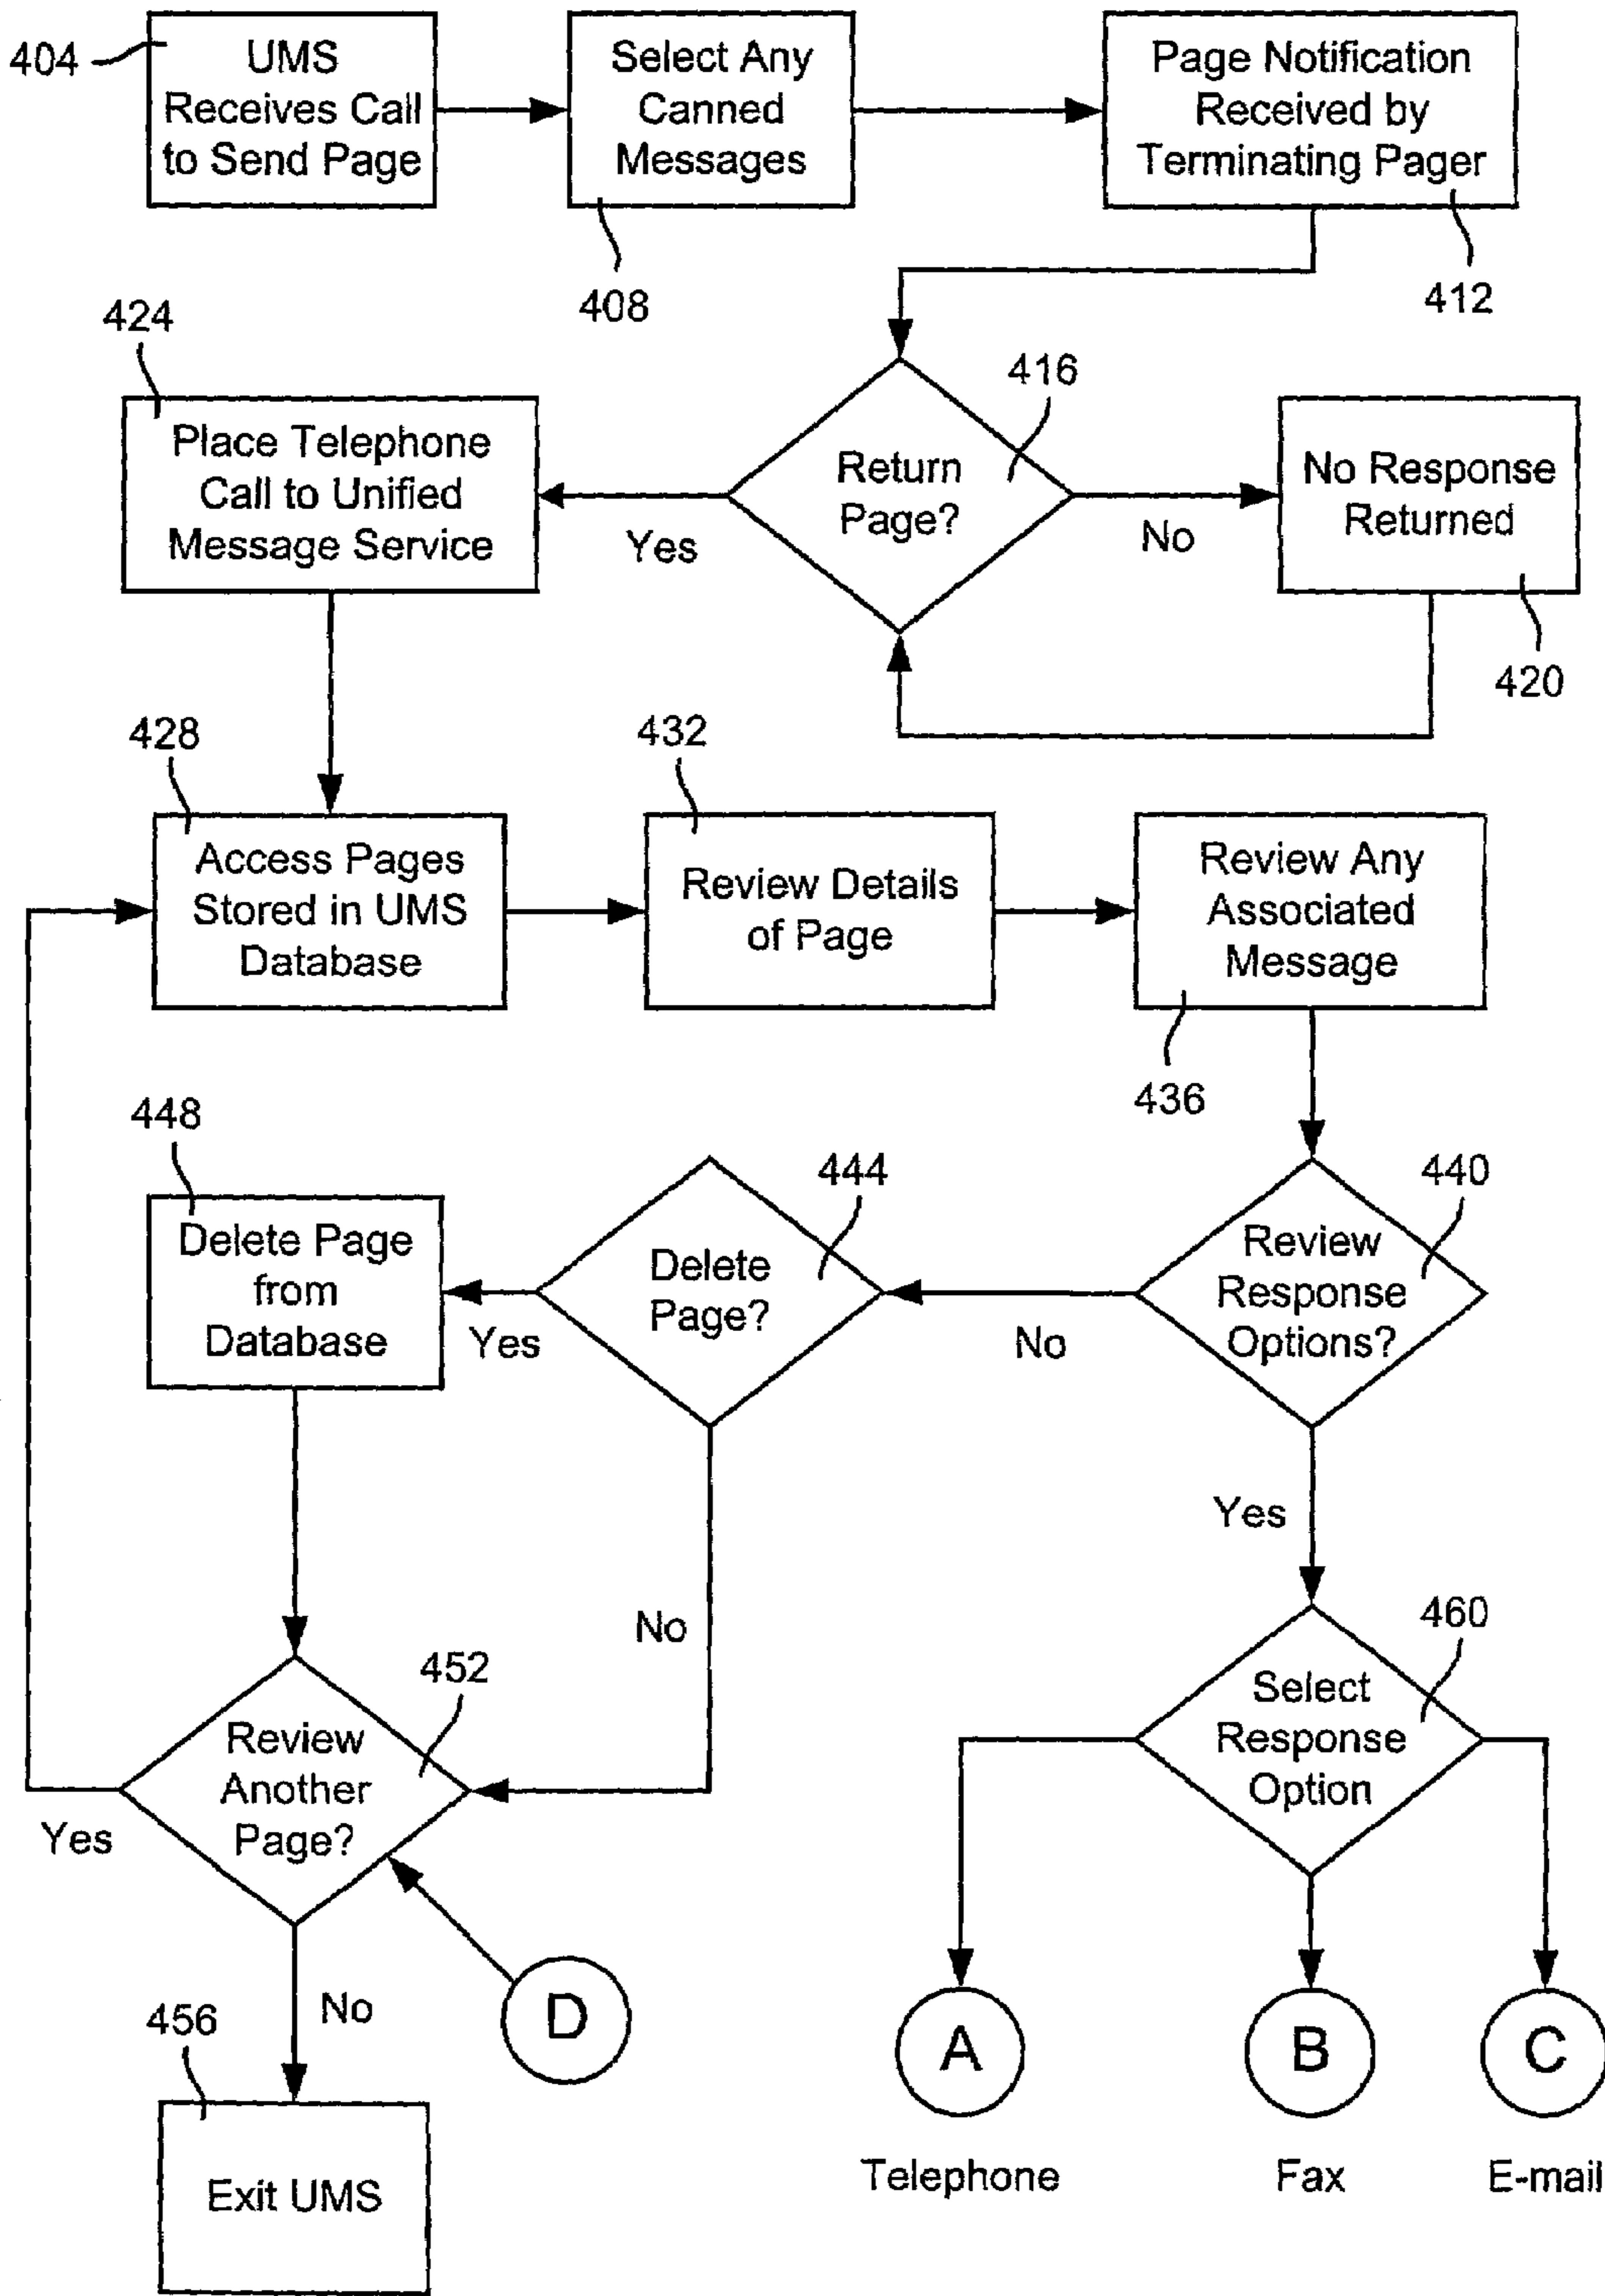 404
UMS
Receives Call
to Send Page
Select Any
Canned
Messages
408
Page Notification
Received by
Terminating Pager
412
424
Place Telephone
Call to Unified
Message Service
Yes
416
Return
Page?
No
No Response
Returned
420
428
Access Pages
Stored in UMS
Database
432
Review Details
of Page
Review Any
Associated
Message
436
448
Delete Page
from
Database
Yes
444
Delete
Page?
No
440
Review
Response
Options?
Yes
No
452
Review
Another
Page?
Yes
460
Select
Response
Option
No
D
456
Exit UMS
A
Telephone
B
Fax
C
E-mail